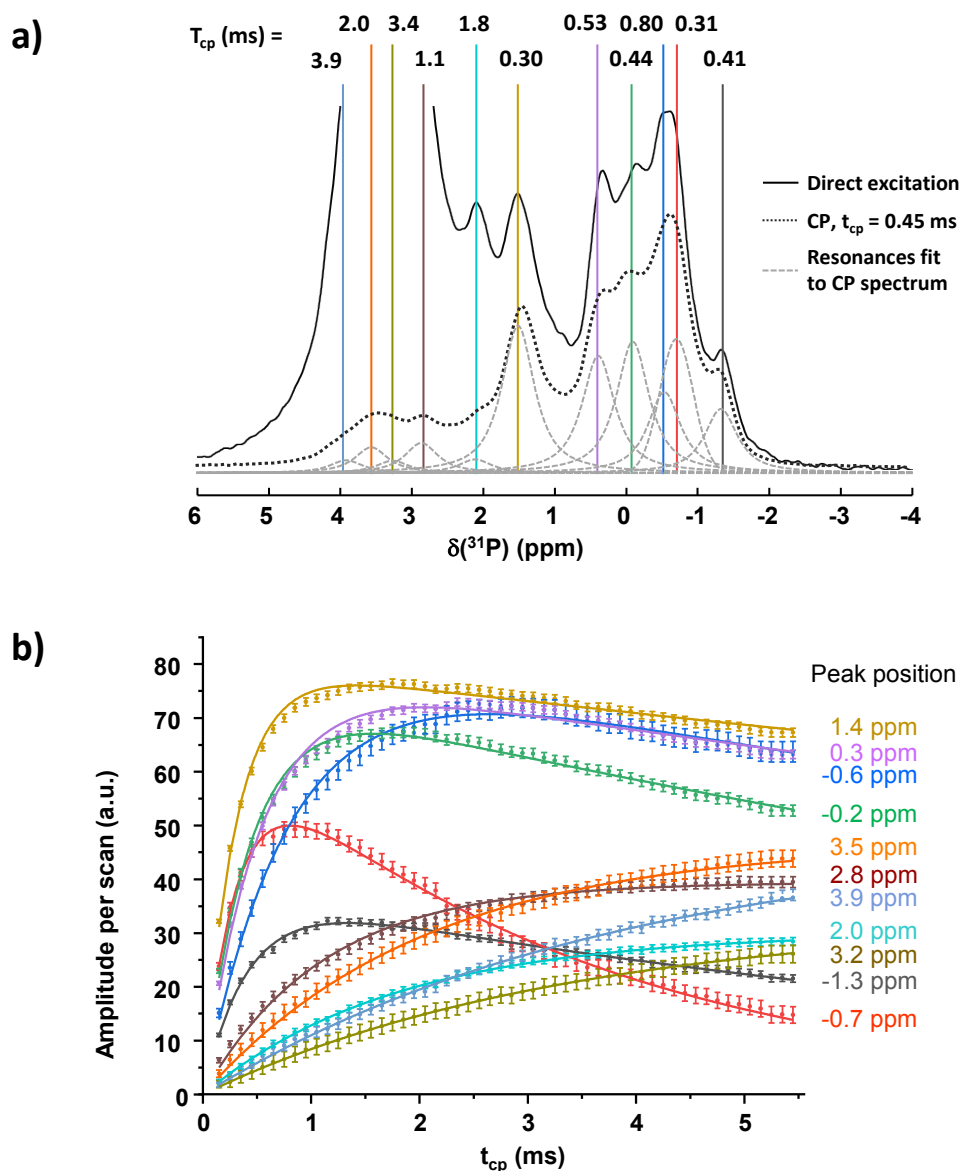 a)
T_cp (ms) =
2.0 3.4 1.8 0.53 0.80 0.31
3.9 1.1 0.30 0.44 0.41
Direct excitation
CP, t_cp = 0.45 ms
Resonances fit
to CP spectrum
6 5 4 3 2 1 0 -1 -2 -3 -4
δ(³¹P) (ppm)
b)
Peak position
80
70
60
50
40
30
20
10
0
Amplitude per scan (a.u.)
1.4 ppm
0.3 ppm
-0.6 ppm
-0.2 ppm
3.5 ppm
2.8 ppm
3.9 ppm
2.0 ppm
3.2 ppm
-1.3 ppm
-0.7 ppm
0 1 2 3 4 5
t_cp (ms)